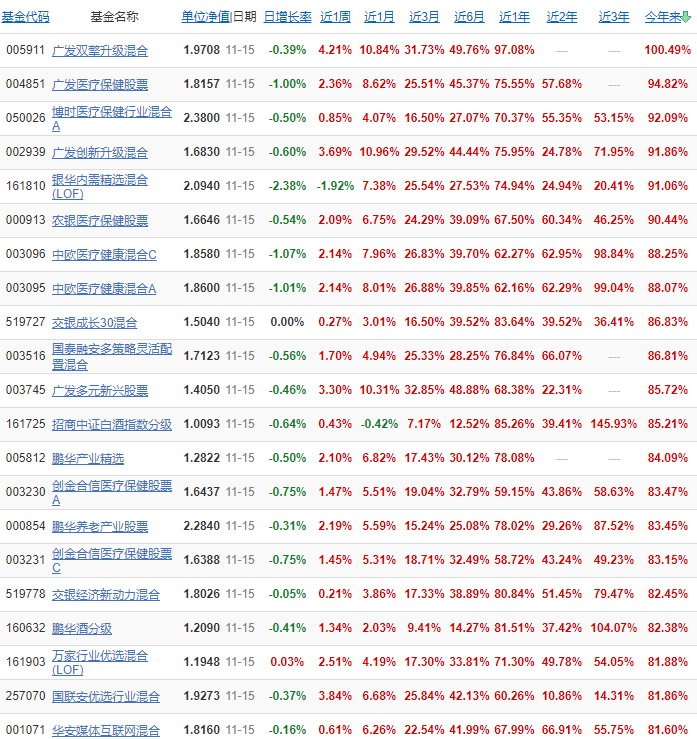 基金代码 基金名称 单位净值|日期 日增长率 近1周 近1月 近3月 近6月 近1年 近2年 近3年 今年来
005911 广发双擎升级混合 1.9708 11-15 -0.39% 4.21% 10.84% 31.73% 49.76% 97.08% --- --- 100.49%
004851 广发医疗保健股票 1.8157 11-15 -1.00% 2.36% 8.62% 25.51% 45.37% 75.55% 57.68% --- 94.82%
050026 博时医疗保健行业混合
A 2.3800 11-15 -0.50% 0.85% 4.07% 16.50% 27.07% 70.37% 55.35% 53.15% 92.09%
002939 广发创新升级混合 1.6830 11-15 -0.60% 3.69% 10.96% 29.52% 44.44% 75.95% 24.78% 71.95% 91.86%
161810 银华内需精选混合
(LOF) 2.0940 11-15 -2.38% -1.92% 7.38% 25.54% 27.53% 74.94% 24.94% 20.41% 91.06%
000913 农银医疗保健股票 1.6646 11-15 -0.54% 2.09% 6.75% 24.29% 39.09% 67.50% 60.34% 46.25% 90.44%
003096 中欧医疗健康混合C 1.8580 11-15 -1.07% 2.14% 7.96% 26.83% 39.70% 62.27% 62.95% 98.84% 88.25%
003095 中欧医疗健康混合A 1.8600 11-15 -1.01% 2.14% 8.01% 26.88% 39.85% 62.16% 62.29% 99.04% 88.07%
519727 交银成长30混合 1.5040 11-15 0.00% 0.27% 3.01% 16.50% 39.52% 83.64% 39.52% 36.41% 86.83%
003516 国泰融安多策略灵活配
置混合 1.7123 11-15 -0.56% 1.70% 4.94% 25.33% 28.25% 76.84% 66.07% --- 86.81%
003745 广发多元新兴股票 1.4050 11-15 -0.46% 3.30% 10.31% 32.85% 48.88% 68.38% 22.31% --- 85.72%
161725 招商中证白酒指数分级 1.0093 11-15 -0.64% 0.43% -0.42% 7.17% 12.52% 85.26% 39.41% 145.93% 85.21%
005812 鹏华产业精选 1.2822 11-15 -0.50% 2.10% 6.82% 17.43% 30.12% 78.08% --- --- 84.09%
003230 创金合信医疗保健股票
A 1.6437 11-15 -0.75% 1.47% 5.51% 19.04% 32.79% 59.15% 43.86% 58.63% 83.47%
000854 鹏华养老产业股票 2.2840 11-15 -0.31% 2.19% 5.59% 15.24% 25.08% 78.02% 29.26% 87.52% 83.45%
003231 创金合信医疗保健股票
C 1.6388 11-15 -0.75% 1.45% 5.31% 18.71% 32.49% 58.72% 43.24% 49.23% 83.15%
519778 交银经济新动力混合 1.8026 11-15 -0.05% 0.21% 3.86% 17.33% 38.89% 80.84% 51.45% 79.47% 82.45%
160632 鹏华酒分级 1.2090 11-15 -0.41% 1.34% 2.03% 9.41% 14.27% 81.51% 37.42% 104.07% 82.38%
161903 万家行业优选混合
(LOF) 1.1948 11-15 0.03% 2.51% 4.19% 17.30% 33.81% 71.30% 49.78% 54.05% 81.88%
257070 国联安优选行业混合 1.9273 11-15 -0.37% 3.84% 6.68% 25.84% 42.13% 60.26% 10.86% 14.31% 81.86%
001071 华安媒体互联网混合 1.8160 11-15 -0.16% 0.61% 6.26% 22.54% 41.99% 67.99% 66.91% 55.75% 81.60%